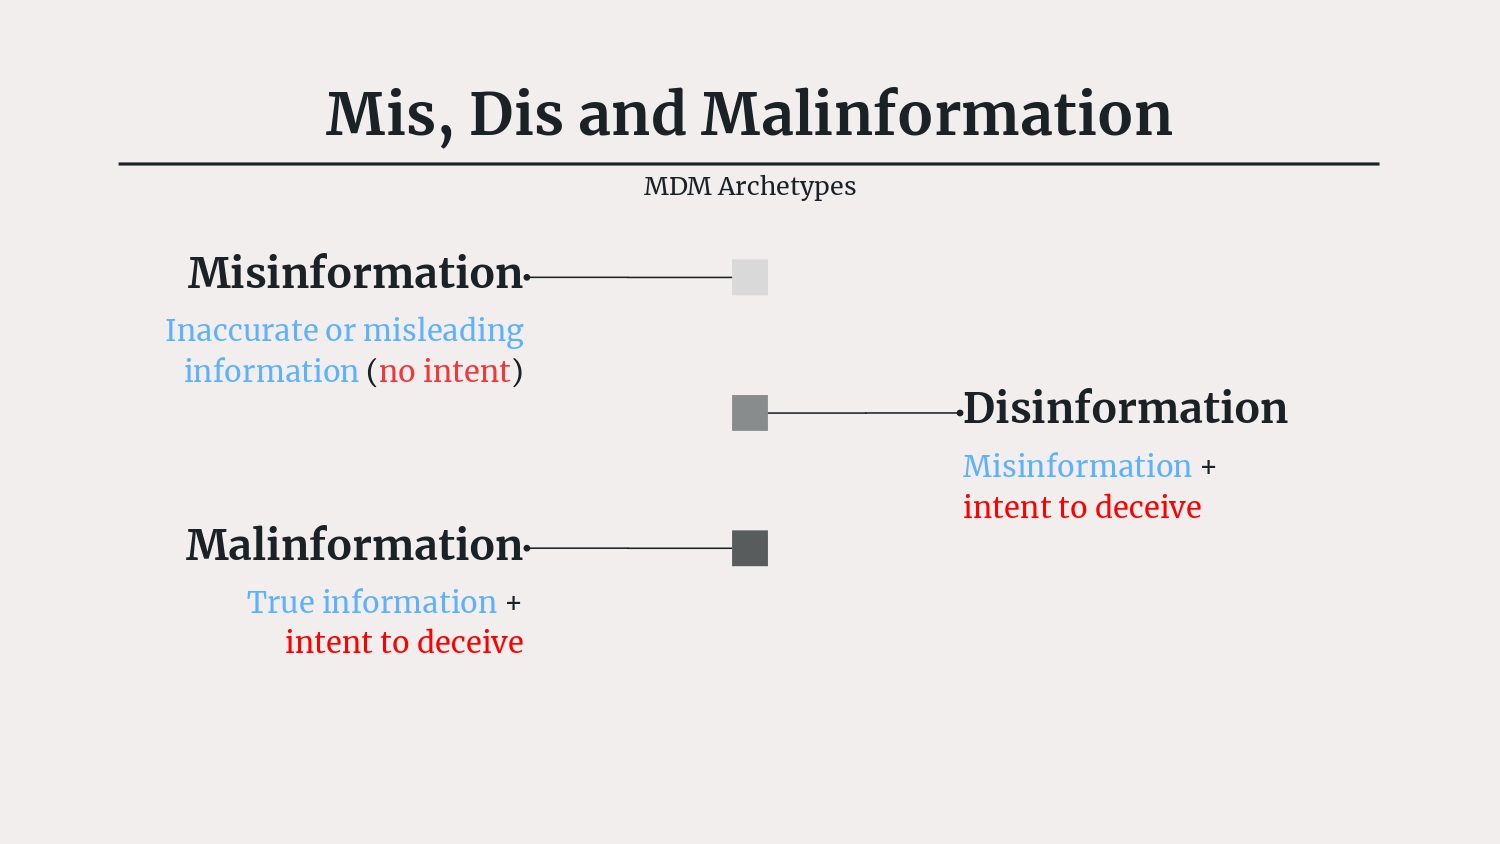 Mis, Dis and Malinformation
MDM Archetypes
Misinformation
Inaccurate or misleading
information (no intent)
Disinformation
Misinformation +
intent to deceive
Malinformation
True information +
intent to deceive